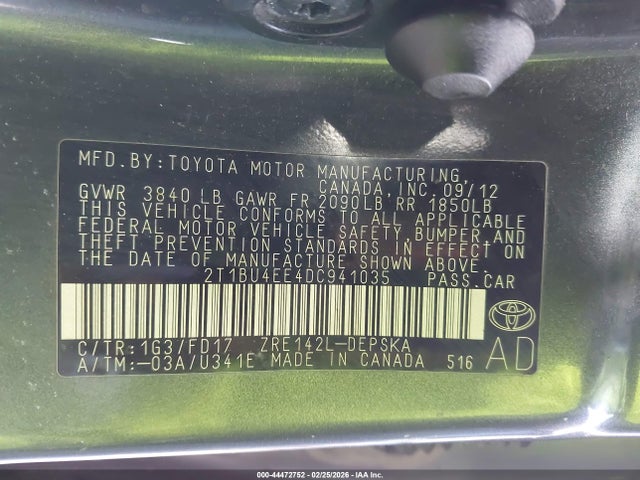 MFD. BY: TOYOTA MOTOR MANUFACTURING,
CANADA, INC. 09/12
GVWR 3840 LB GAWR FR 2090LB RR 1850LB
THIS VEHICLE CONFORMS TO ALL APPLICABLE
FEDERAL MOTOR VEHICLE SAFETY, BUMPER, AND
THEFT PREVENTION STANDARDS IN EFFECT ON
THE DATE OF MANUFACTURE SHOWN ABOVE.
2T1BU4EE4DC941035 PASS. CAR
C/TR: 1G3/FD17 ZRE142L-DEPSKA
A/TM: -03A/U341E MADE IN CANADA 516
AD
000-44472752 | 02/25/2026 - IAA Inc.